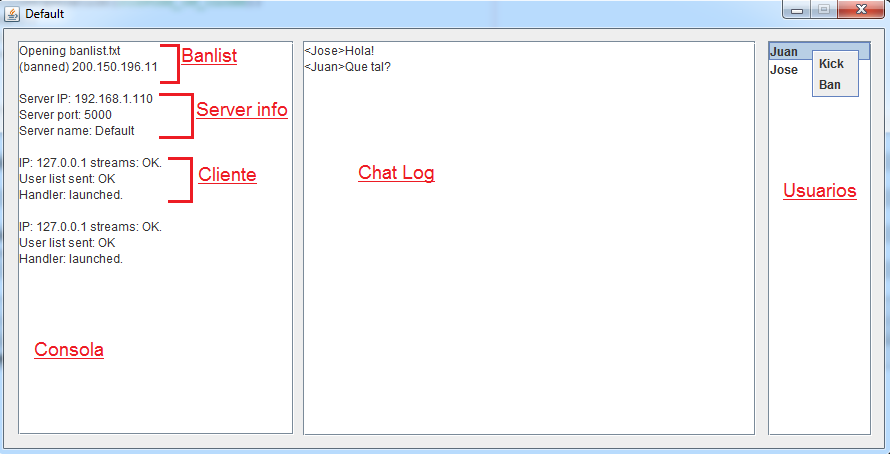 Default
Opening banlist.txt
(banned) 200.150.196.11
Banlist
Server IP: 192.168.1.110
Server port: 5000
Server name: Default
Server info
IP: 127.0.0.1 streams: OK.
User list sent: OK
Handler: launched.
Cliente
IP: 127.0.0.1 streams: OK.
User list sent: OK
Handler: launched.
Consola
<Jose>Hola!
<Juan>Que tal?
Chat Log
Juan
Jose
Kick
Ban
Usuarios